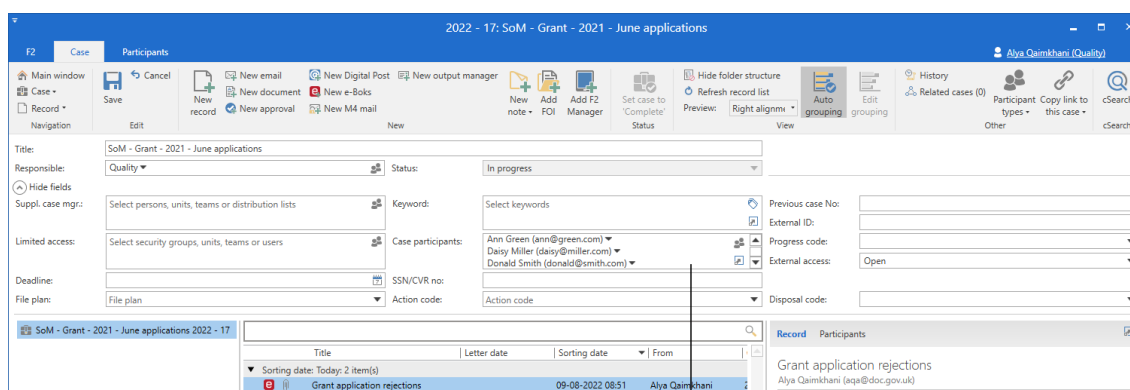 2022 - 17: SoM - Grant - 2021 - June applications
F2 Case Participants Alya Qaimkhani (Quality)
Main window Cancel New email New Digital Post New output manager Hide folder structure History
Case Save New record New document New e-Boks New note Add FOI Add F2 Manager Set case to 'Complete' Refresh record list Auto grouping Edit grouping Related cases (0) Participant types Copy link to this case cSearch
Record New approval New M4 mail Preview: Right alignme
Navigation Edit New Status View Other cSearch
Title: SoM - Grant - 2021 - June applications
Responsible: Quality Status: In progress
Hide fields
Suppl. case mgr.: Select persons, units, teams or distribution lists Keyword: Select keywords Previous case No:
External ID:
Limited access: Select security groups, units, teams or users Case participants: Ann Green (ann@green.com) Progress code:
Daisy Miller (daisy@miller.com)
Donald Smith (donald@smith.com) External access: Open
Deadline: SSN/CVR no:
File plan: File plan Action code: Action code Disposal code:
SoM - Grant - 2021 - June applications 2022 - 17 Record Participants
Title Letter date Sorting date From
Grant application rejections
Sorting date: Today: 2 item(s)
Alya Qaimkhani (aqa@doc.gov.uk)
Grant application rejections 09-08-2022 08:51 Alya Qaimkhani